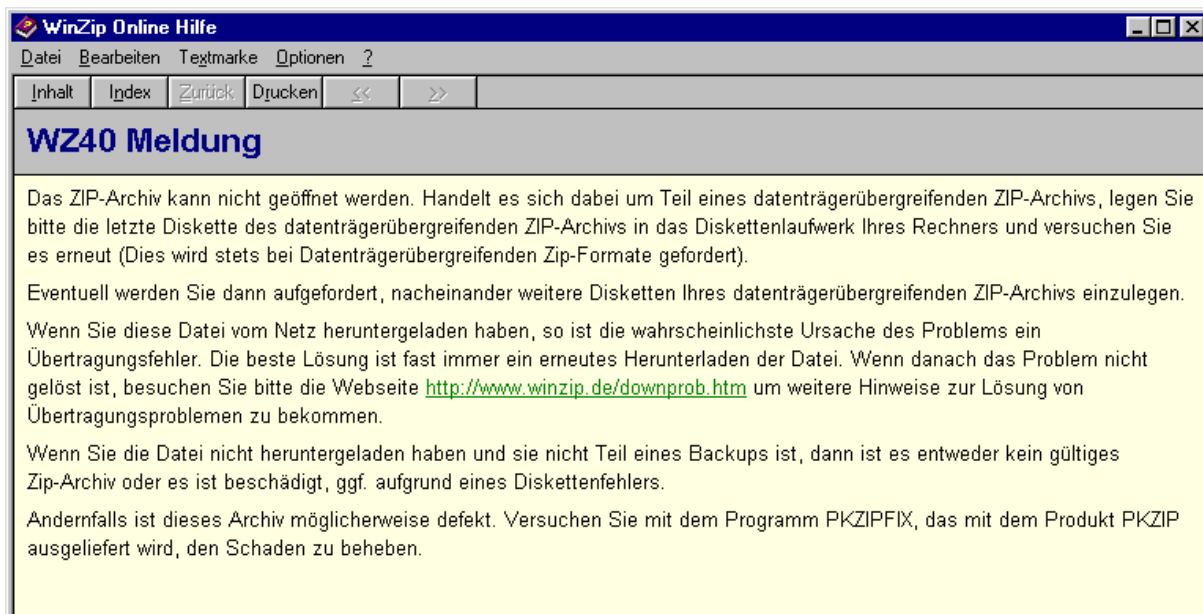 WinZip Online Hilfe
Datei Bearbeiten Textmarke Optionen ?
Inhalt Index Zurück Drucken << >>
WZ40 Meldung
Das ZIP-Archiv kann nicht geöffnet werden. Handelt es sich dabei um Teil eines datenträgerübergreifenden ZIP-Archivs, legen Sie
bitte die letzte Diskette des datenträgerübergreifenden ZIP-Archivs in das Diskettenlaufwerk Ihres Rechners und versuchen Sie
es erneut (Dies wird stets bei Datenträgerübergreifenden Zip-Formate gefordert).
Eventuell werden Sie dann aufgefordert, nacheinander weitere Disketten Ihres datenträgerübergreifenden ZIP-Archivs einzulegen.
Wenn Sie diese Datei vom Netz heruntergeladen haben, so ist die wahrscheinlichste Ursache des Problems ein
Übertragungsfehler. Die beste Lösung ist fast immer ein erneutes Herunterladen der Datei. Wenn danach das Problem nicht
gelöst ist, besuchen Sie bitte die Webseite http://www.winzip.de/downprob.htm um weitere Hinweise zur Lösung von
Übertragungsproblemen zu bekommen.
Wenn Sie die Datei nicht heruntergeladen haben und sie nicht Teil eines Backups ist, dann ist es entweder kein gültiges
Zip-Archiv oder es ist beschädigt, ggf. aufgrund eines Diskettenfehlers.
Andernfalls ist dieses Archiv möglicherweise defekt. Versuchen Sie mit dem Programm PKZIPFIX, das mit dem Produkt PKZIP
ausgeliefert wird, den Schaden zu beheben.